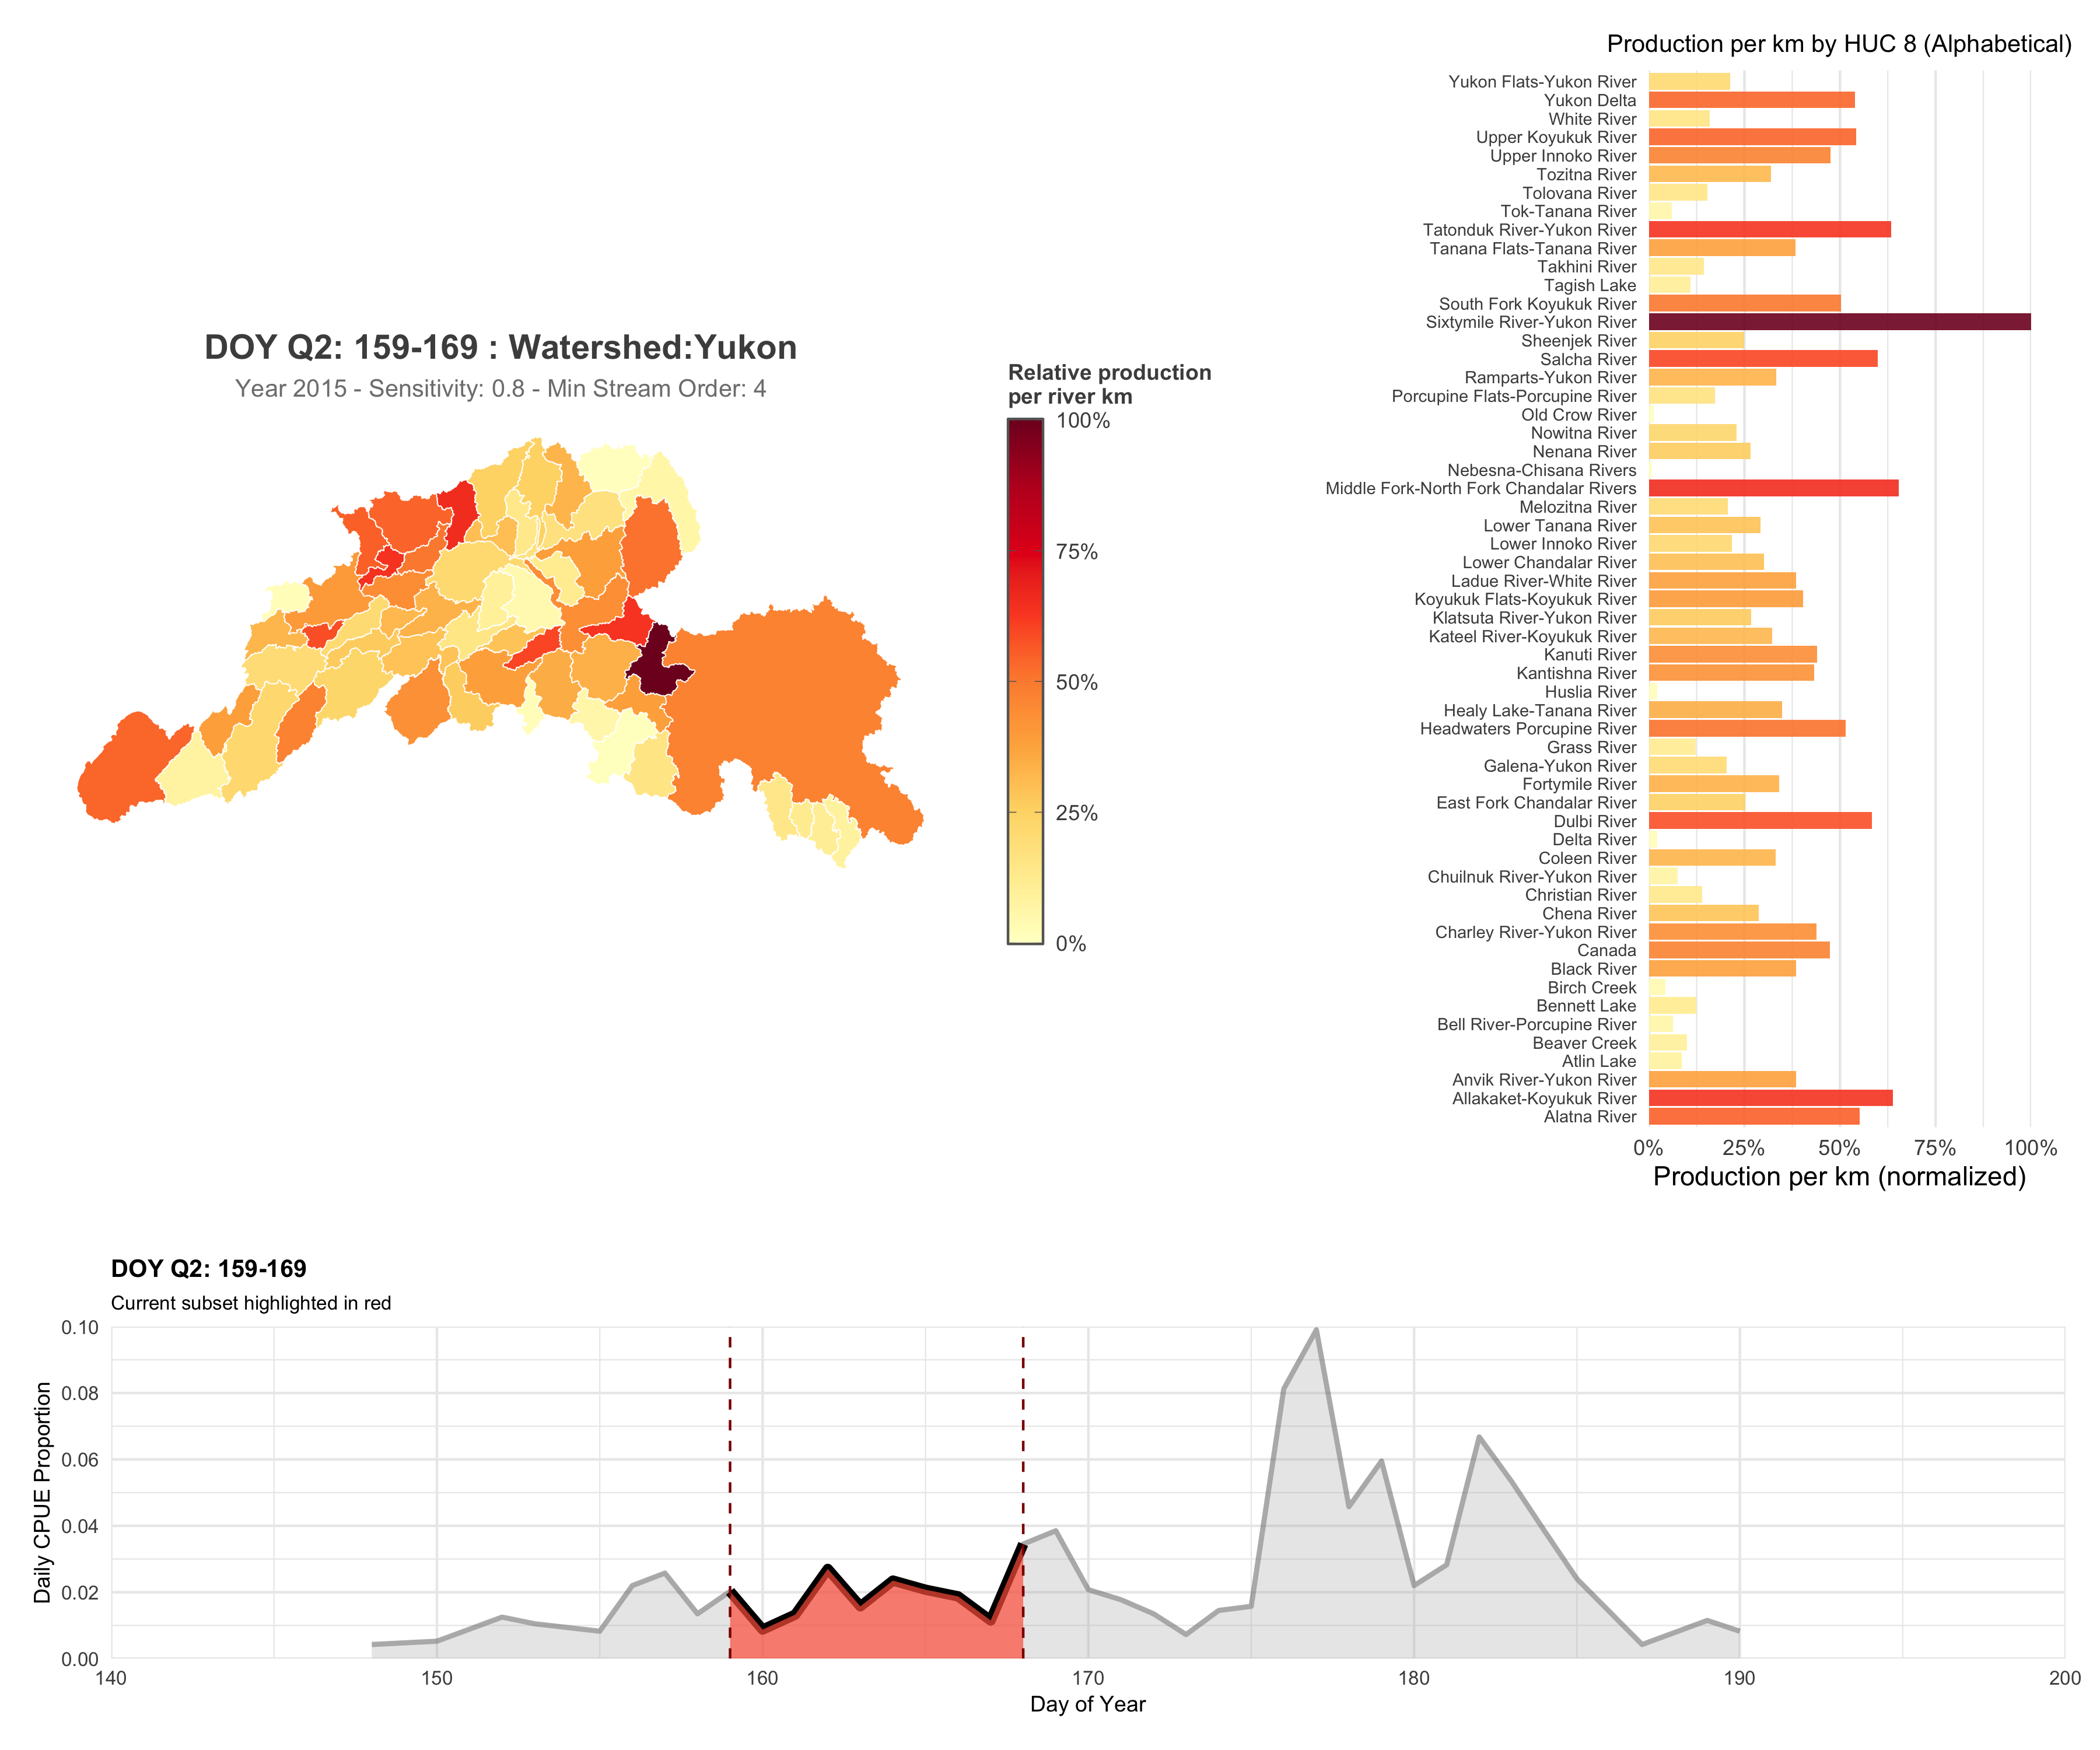 Production per km by HUC 8 (Alphabetical)
Yukon Flats-Yukon River
Yukon Delta
White River
Upper Koyukuk River
Upper Innoko River
Tozitna River
Tolovana River
Tok-Tanana River
Tatonduk River-Yukon River
Tanana Flats-Tanana River
Takhini River
Tagish Lake
South Fork Koyukuk River
Sixtymile River-Yukon River
Sheenjek River
Salcha River
Ramparts-Yukon River
Porcupine Flats-Porcupine River
Old Crow River
Nowitna River
Nenana River
Nebesna-Chisana Rivers
Middle Fork-North Fork Chandalar Rivers
Melozitna River
Lower Tanana River
Lower Innoko River
Lower Chandalar River
Ladue River-White River
Koyukuk Flats-Koyukuk River
Klatsuta River-Yukon River
Kateel River-Koyukuk River
Kanuti River
Kantishna River
Huslia River
Healy Lake-Tanana River
Headwaters Porcupine River
Grass River
Galena-Yukon River
Fortymile River
East Fork Chandalar River
Dulbi River
Delta River
Coleen River
Chuilnuk River-Yukon River
Christian River
Chena River
Charley River-Yukon River
Canada
Black River
Birch Creek
Bennett Lake
Bell River-Porcupine River
Beaver Creek
Atlin Lake
Anvik River-Yukon River
Allakaket-Koyukuk River
Alatna River
0% 25% 50% 75% 100%
Production per km (normalized)
DOY Q2: 159-169 : Watershed:Yukon
Year 2015 - Sensitivity: 0.8 - Min Stream Order: 4
Relative production
per river km
100%
75%
50%
25%
0%
DOY Q2: 159-169
Current subset highlighted in red
Daily CPUE Proportion
0.10
0.08
0.06
0.04
0.02
0.00
140 150 160 170 180 190 200
Day of Year